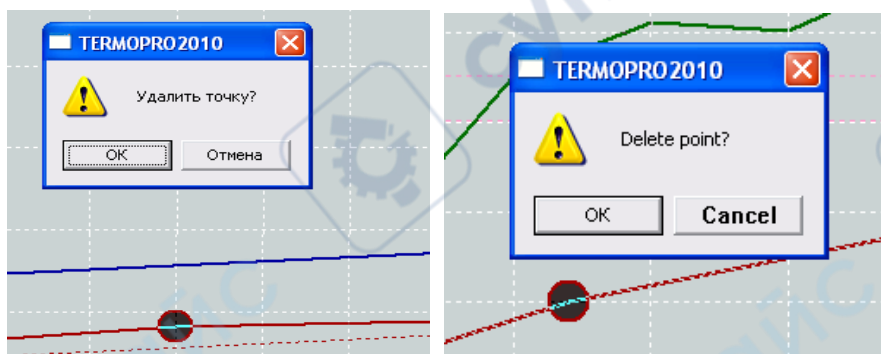 TERMOPRO2010
Удалить точку?
OK
Отмена
TERMOPRO2010
Delete point?
OK
Cancel